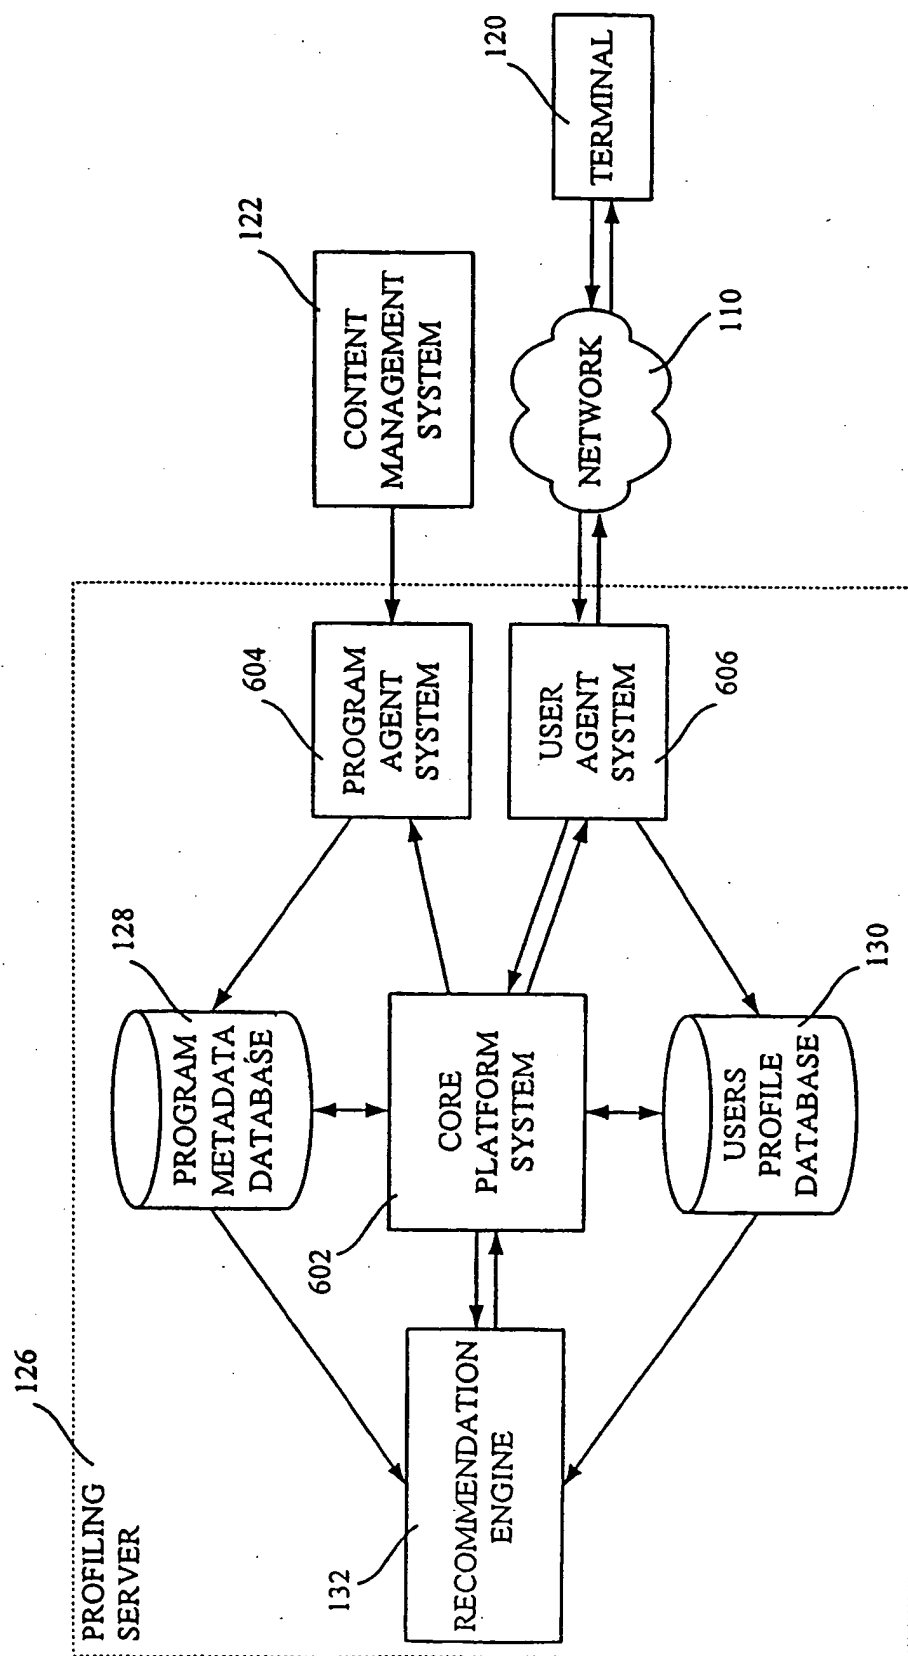 PROFILING
SERVER
126
RECOMMENDATION
ENGINE
132
PROGRAM
METADATA
DATABASE
128
CORE
PLATFORM
SYSTEM
602
USERS
PROFILE
DATABASE
130
PROGRAM
AGENT
SYSTEM
604
USER
AGENT
SYSTEM
606
CONTENT
MANAGEMENT
SYSTEM
122
NETWORK
110
TERMINAL
120